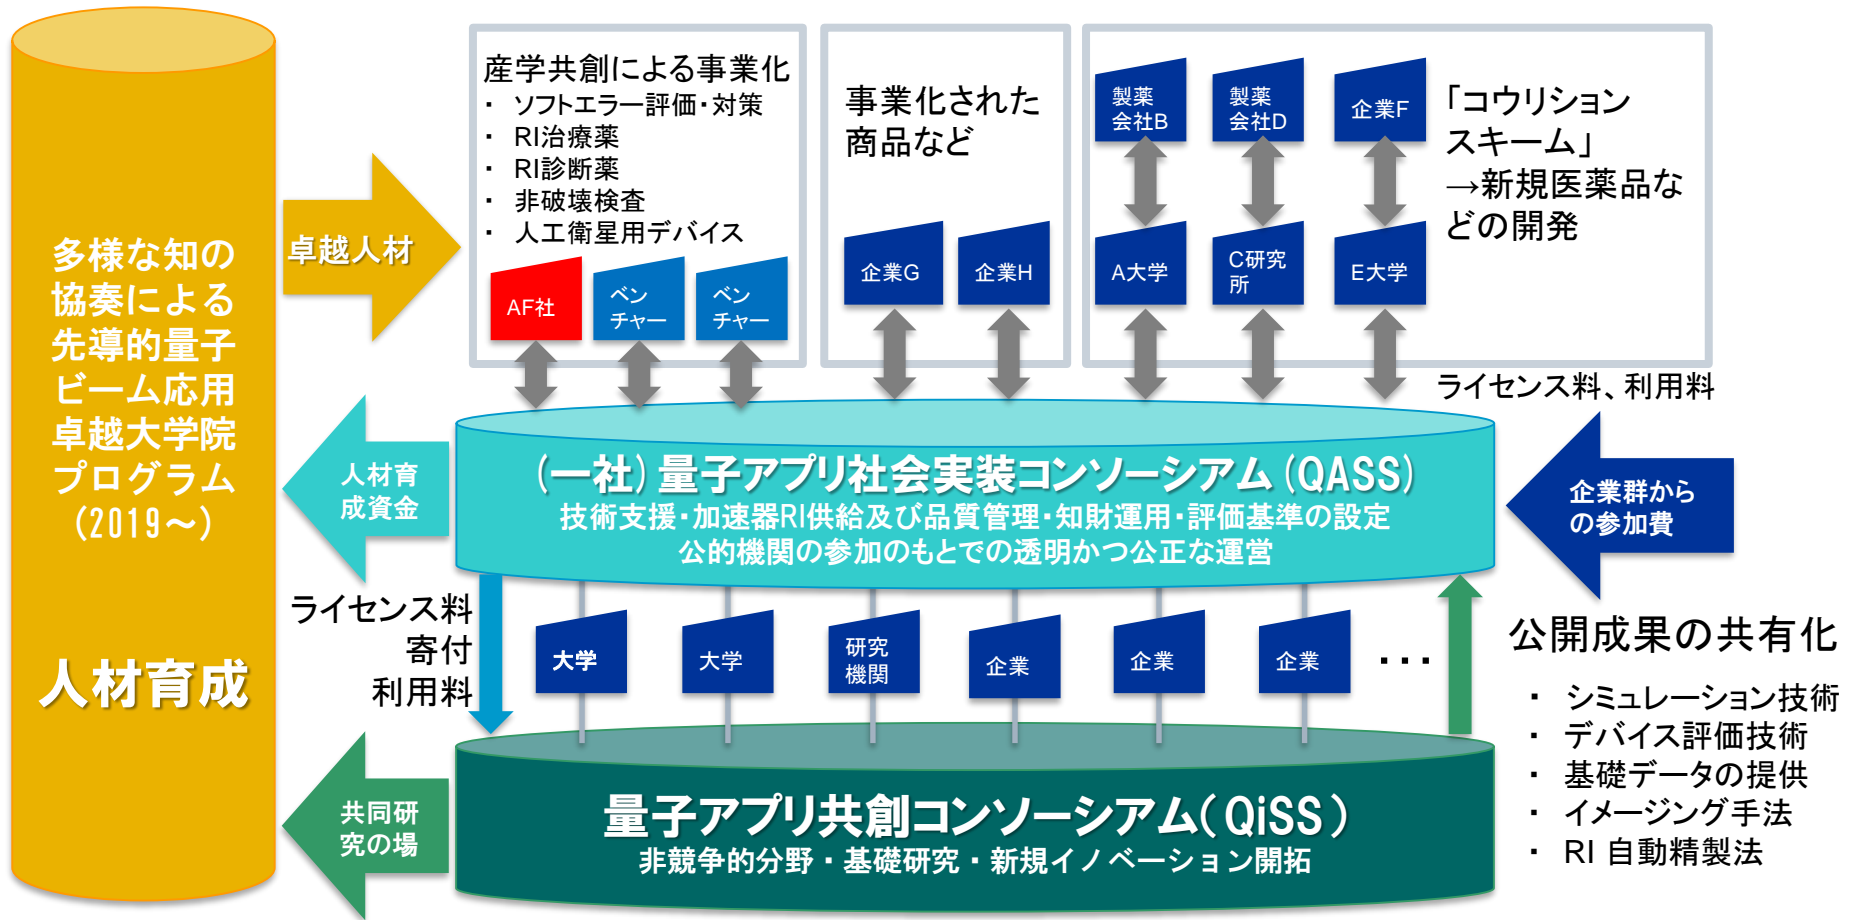 多様な知の
協奏による
先導的量子
ビーム応用
卓越大学院
プログラム
(2019～)
人材育成
卓越人材
人材育
成資金
共同研
究の場
産学共創による事業化
・ ソフトエラー評価・対策
・ RI治療薬
・ RI診断薬
・ 非破壊検査
・ 人工衛星用デバイス
AF社
ベン
チャー
ベン
チャー
事業化された
商品など
企業G
企業H
製薬
会社B
製薬
会社D
企業F
A大学
C研究
所
E大学
「コウリション
スキーム」
→新規医薬品な
どの開発
ライセンス料、利用料
(一社)量子アプリ社会実装コンソーシアム(QASS)
技術支援・加速器RI供給及び品質管理・知財運用・評価基準の設定
公的機関の参加のもとでの透明かつ公正な運営
企業群から
の参加費
ライセンス料
寄付
利用料
大学
大学
研究
機関
企業
企業
企業
・・・
公開成果の共有化
・ シミュレーション技術
・ デバイス評価技術
・ 基礎データの提供
・ イメージング手法
・ RI 自動精製法
量子アプリ共創コンソーシアム(QiSS)
非競争的分野・基礎研究・新規イノベーション開拓